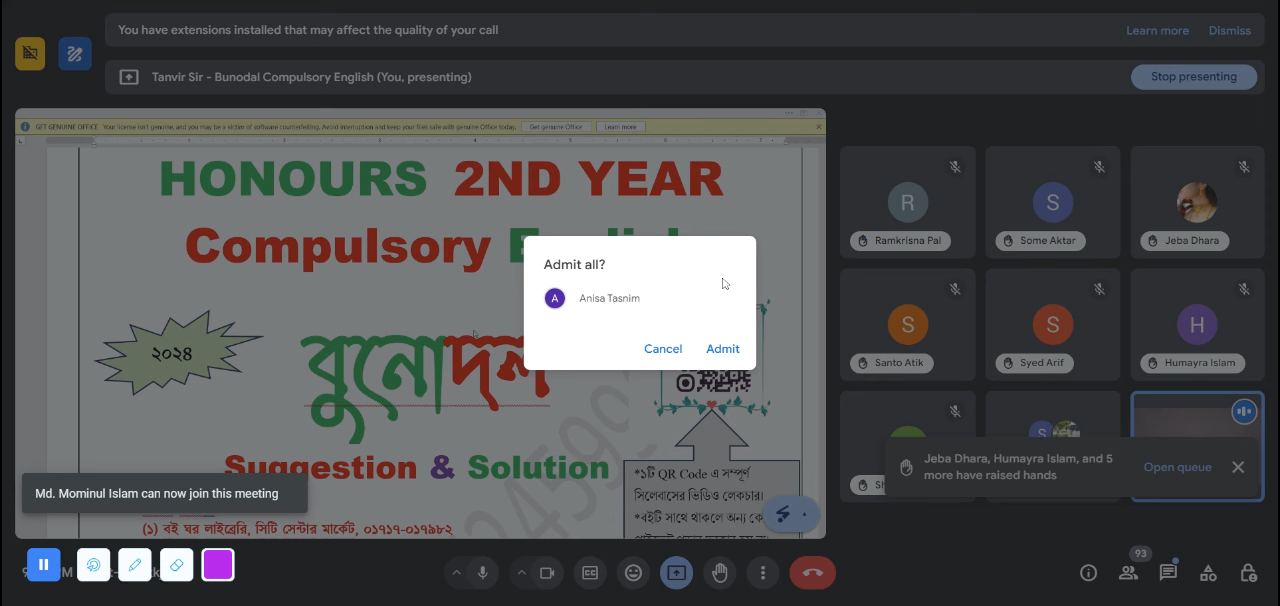 You have extensions installed that may affect the quality of your call
Learn more
Dismiss
Tanvir Sir - Bunodal Compulsory English (You, presenting)
Stop presenting
GET GENUINE OFFICE Your license isn't genuine, and you may be a victim of software counterfeiting. Avoid interruption and keep your files safe with genuine Office today.
Get genuine Office
Learn more
HONOURS 2ND YEAR
Compulsory
২০২৪
বুনোদল
Suggestion & Solution
*১টি QR Code এ সম্পূর্ণ
সিলেবাসের ভিডিও লেকচার।
*বইটি সাথে থাকলে অন্য
(১) বই ঘর লাইব্রেরি, সিটি সেন্টার মার্কেট, ০১৭১৭-০১৭৯৮২
Admit all?
A
Anisa Tasnim
Cancel
Admit
R
Ramkrisna Pal
S
Some Aktar
Jeba Dhara
S
Santo Atik
S
Syed Arif
H
Humayra Islam
S
Jeba Dhara, Humayra Islam, and 5
more have raised hands
Open queue
Md. Mominul Islam can now join this meeting
93